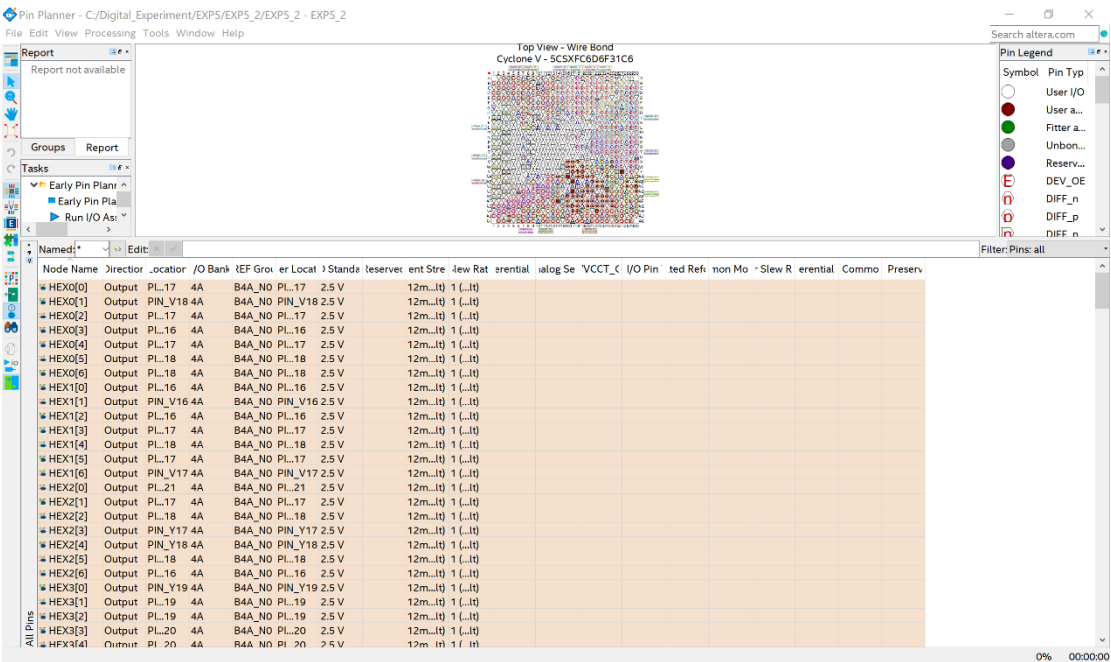 Pin Planner - C:/Digital_Experiment/EXP5/EXP5_2/EXP5_2 - EXP5_2
File Edit View Processing Tools Window Help
Search altera.com
Report
Report not available
Groups Report
Tasks
Early Pin Planr
Early Pin Pla
Run I/O As
Top View - Wire Bond
Cyclone V - 5CSXFC6D6F31C6
Pin Legend
Symbol Pin Typ
User I/O
User a...
Fitter a...
Unbon...
Reserv...
E DEV_OE
n DIFF_n
p DIFF_p
n DIFF_n
Named: * Edit:
Filter: Pins: all
Node Name Direction Location I/O Bank REF Grou er Locat O Standa Reserved ent Stre Slew Rat erential alog Se 'VCCT_C I/O Pin ted Refe mon Mo Slew R erential Commo Preserv
HEX0[0] Output PI...17 4A B4A_N0 PI...17 2.5 V 12m...lt) 1 (...lt)
HEX0[1] Output PIN_V18 4A B4A_N0 PIN_V18 2.5 V 12m...lt) 1 (...lt)
HEX0[2] Output PI...17 4A B4A_N0 PI...17 2.5 V 12m...lt) 1 (...lt)
HEX0[3] Output PI...16 4A B4A_N0 PI...16 2.5 V 12m...lt) 1 (...lt)
HEX0[4] Output PI...17 4A B4A_N0 PI...17 2.5 V 12m...lt) 1 (...lt)
HEX0[5] Output PI...18 4A B4A_N0 PI...18 2.5 V 12m...lt) 1 (...lt)
HEX0[6] Output PI...18 4A B4A_N0 PI...18 2.5 V 12m...lt) 1 (...lt)
HEX1[0] Output PI...16 4A B4A_N0 PI...16 2.5 V 12m...lt) 1 (...lt)
HEX1[1] Output PIN_V16 4A B4A_N0 PIN_V16 2.5 V 12m...lt) 1 (...lt)
HEX1[2] Output PI...16 4A B4A_N0 PI...16 2.5 V 12m...lt) 1 (...lt)
HEX1[3] Output PI...17 4A B4A_N0 PI...17 2.5 V 12m...lt) 1 (...lt)
HEX1[4] Output PI...18 4A B4A_N0 PI...18 2.5 V 12m...lt) 1 (...lt)
HEX1[5] Output PI...17 4A B4A_N0 PI...17 2.5 V 12m...lt) 1 (...lt)
HEX1[6] Output PIN_V17 4A B4A_N0 PIN_V17 2.5 V 12m...lt) 1 (...lt)
HEX2[0] Output PI...21 4A B4A_N0 PI...21 2.5 V 12m...lt) 1 (...lt)
HEX2[1] Output PI...17 4A B4A_N0 PI...17 2.5 V 12m...lt) 1 (...lt)
HEX2[2] Output PI...18 4A B4A_N0 PI...18 2.5 V 12m...lt) 1 (...lt)
HEX2[3] Output PIN_Y17 4A B4A_N0 PIN_Y17 2.5 V 12m...lt) 1 (...lt)
HEX2[4] Output PIN_Y18 4A B4A_N0 PIN_Y18 2.5 V 12m...lt) 1 (...lt)
HEX2[5] Output PI...18 4A B4A_N0 PI...18 2.5 V 12m...lt) 1 (...lt)
HEX2[6] Output PI...16 4A B4A_N0 PI...16 2.5 V 12m...lt) 1 (...lt)
HEX3[0] Output PIN_Y19 4A B4A_N0 PIN_Y19 2.5 V 12m...lt) 1 (...lt)
HEX3[1] Output PI...19 4A B4A_N0 PI...19 2.5 V 12m...lt) 1 (...lt)
HEX3[2] Output PI...19 4A B4A_N0 PI...19 2.5 V 12m...lt) 1 (...lt)
HEX3[3] Output PI...20 4A B4A_N0 PI...20 2.5 V 12m...lt) 1 (...lt)
HEX3[4] Output PI...20 4A B4A_N0 PI...20 2.5 V 12m...lt) 1 (...lt)
All Pins
0% 00:00:00